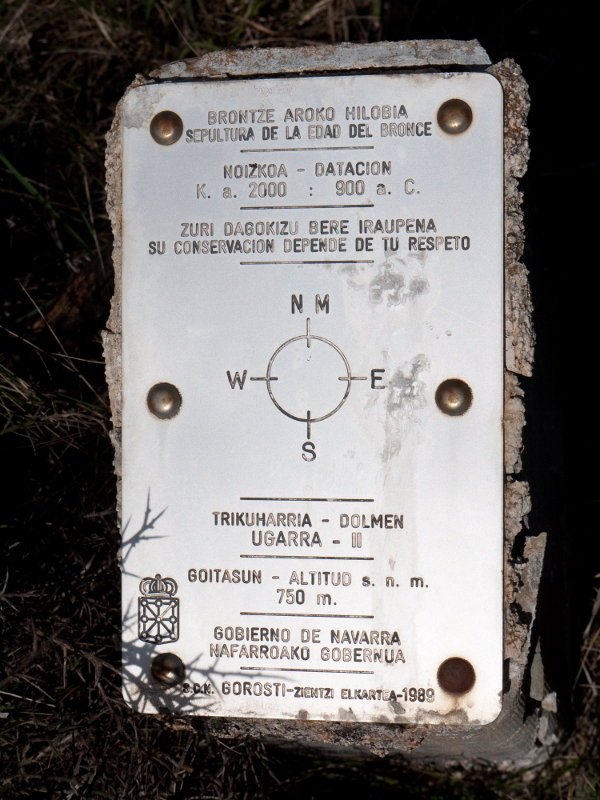 BRONTZE AROKO HILOBIA
SEPULTURA DE LA EDAD DEL BRONCE
NOIZKOA - DATACION
K. a. 2000 : 900 a. C.
ZURI DAGOKIZU BERE IRAUPENA
SU CONSERVACION DEPENDE DE TU RESPETO
N M
W E
S
TRIKUHARRIA - DOLMEN
UGARRA - II
GOITASUN - ALTITUD s. n. m.
750 m.
GOBIERNO DE NAVARRA
NAFARROAKO GOBERNUA
S.C.N. GOROSTI-ZIENTZI ELKARTEA-1989